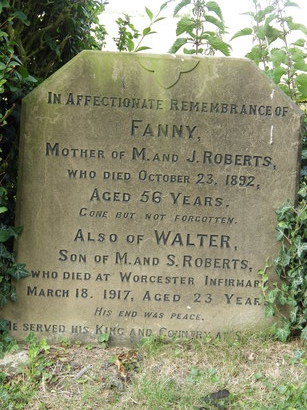 In Affectionate Remembrance of
Fanny,
Mother of M. and J. Roberts,
who died October 23, 1892,
Aged 56 Years.
Gone but not forgotten.
Also of Walter,
Son of M. and S. Roberts,
who died at Worcester Infirmary
March 18, 1917, Aged 23 Years
His end was peace.
He served his King and Country